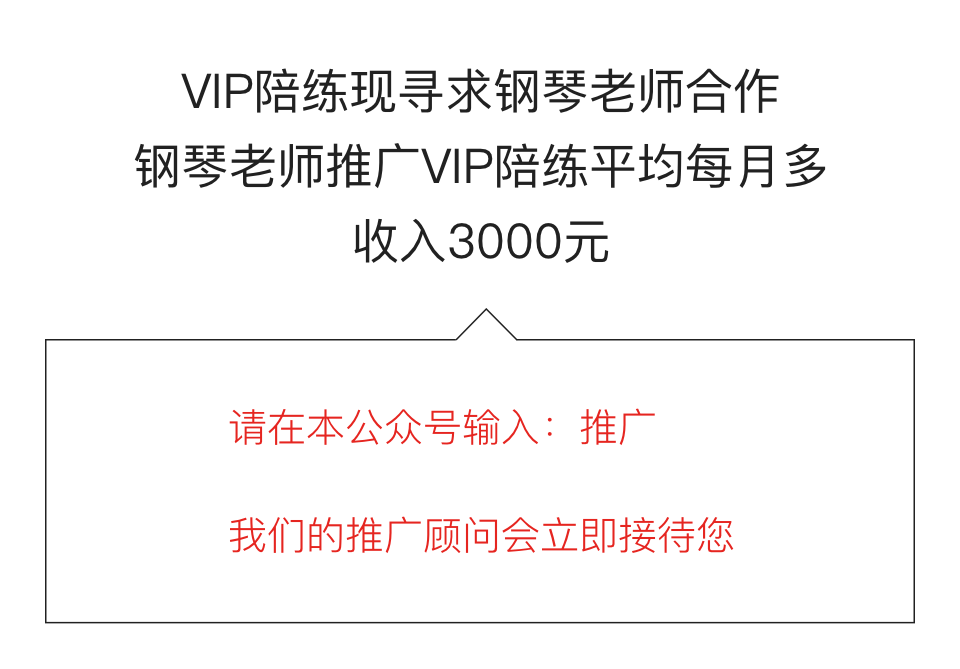 VIP陪练现寻求钢琴老师合作
钢琴老师推广VIP陪练平均每月多
收入3000元
请在本公众号输入：推广
我们的推广顾问会立即接待您